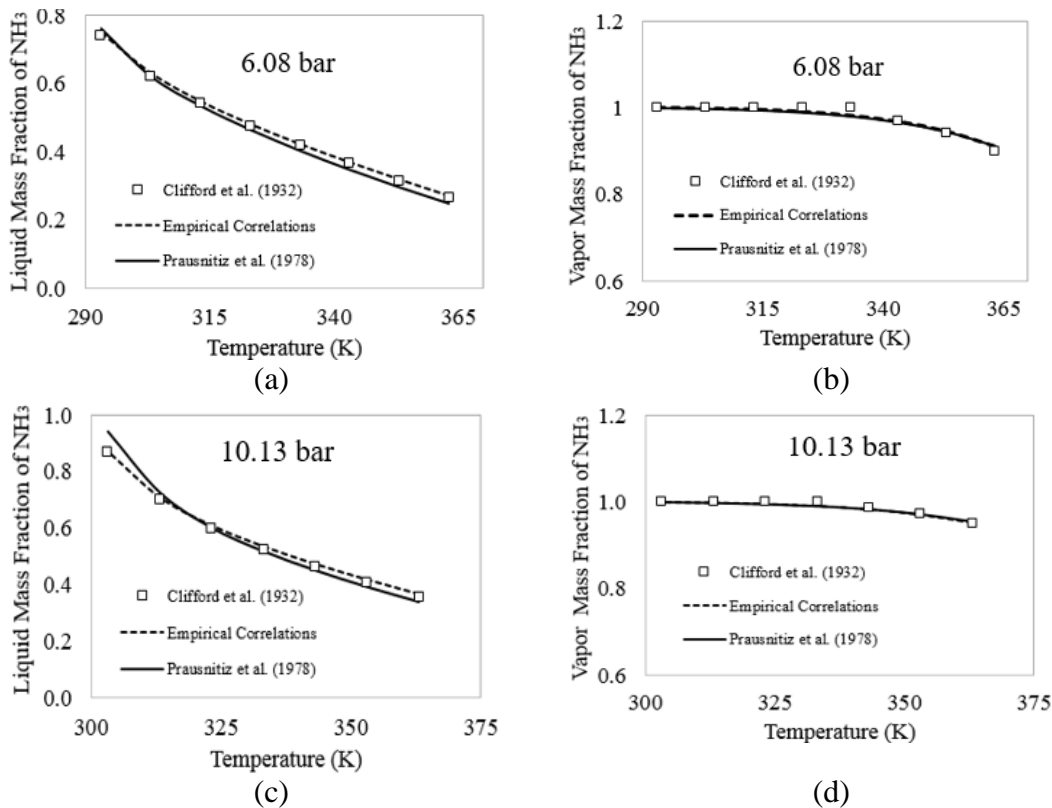 Liquid Mass Fraction of NH3
0.8
0.6
0.4
0.2
0.0
6.08 bar
Clifford et al. (1932)
Empirical Correlations
Prausnitiz et al. (1978)
290 315 340 365
Temperature (K)
(a)
Vapor Mass Fraction of NH3
1.2
1
0.8
0.6
6.08 bar
Clifford et al. (1932)
Empirical Correlations
Prausnitiz et al. (1978)
290 315 340 365
Temperature (K)
(b)
Liquid Mass Fraction of NH3
1.0
0.8
0.6
0.4
0.2
0.0
10.13 bar
Clifford et al. (1932)
Empirical Correlations
Prausnitiz et al. (1978)
300 325 350 375
Temperature (K)
(c)
Vapor Mass Fraction of NH3
1.2
1.0
0.8
0.6
10.13 bar
Clifford et al. (1932)
Empirical Correlations
Prausnitiz et al. (1978)
300 325 350 375
Temperature (K)
(d)